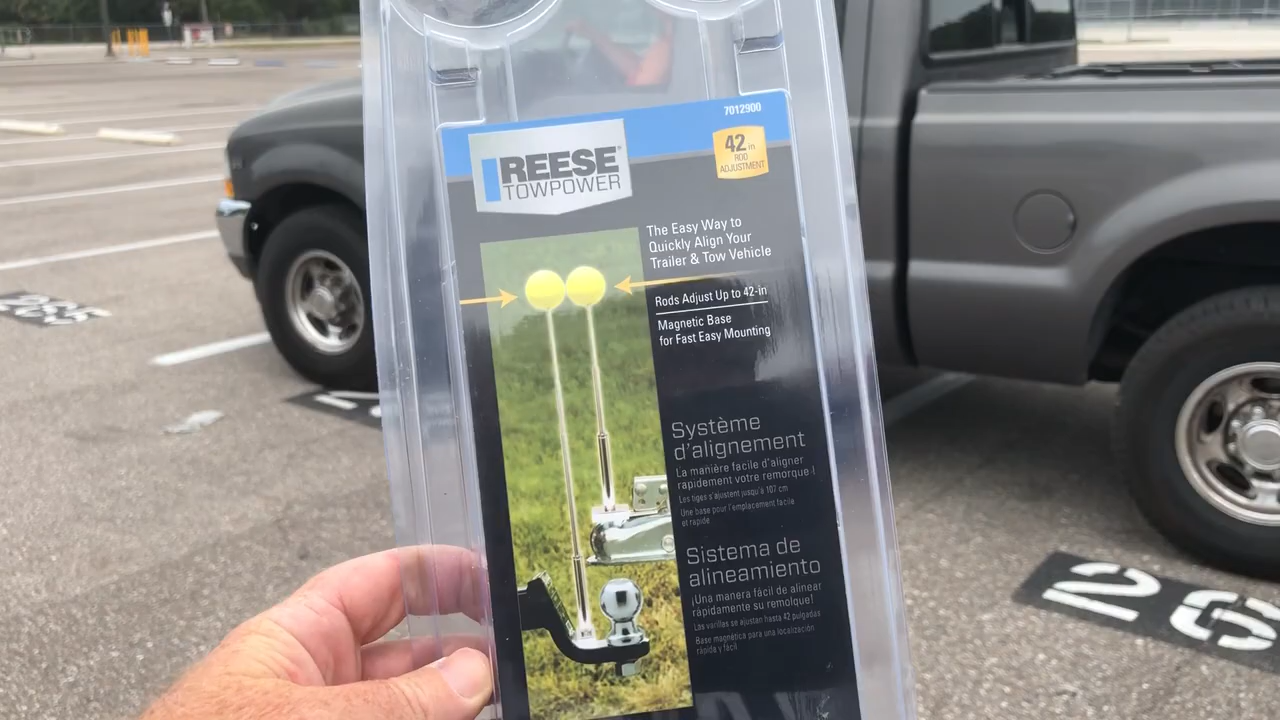 7012900
REESE
TOWPOWER
42 in
ROD
ADJUSTMENT
The Easy Way to
Quickly Align Your
Trailer & Tow Vehicle
Rods Adjust Up to 42-in
Magnetic Base
for Fast Easy Mounting
Système
d'alignement
La manière facile d'aligner
rapidement votre remorque !
Les tiges s'ajustent jusqu'à 107 cm
Une base pour l'emplacement facile
et rapide
Sistema de
alineamiento
¡Una manera fácil de alinear
rápidamente su remolque!
Las varillas se ajustan hasta 42 pulgadas
Base magnética para una localización
rápida y fácil